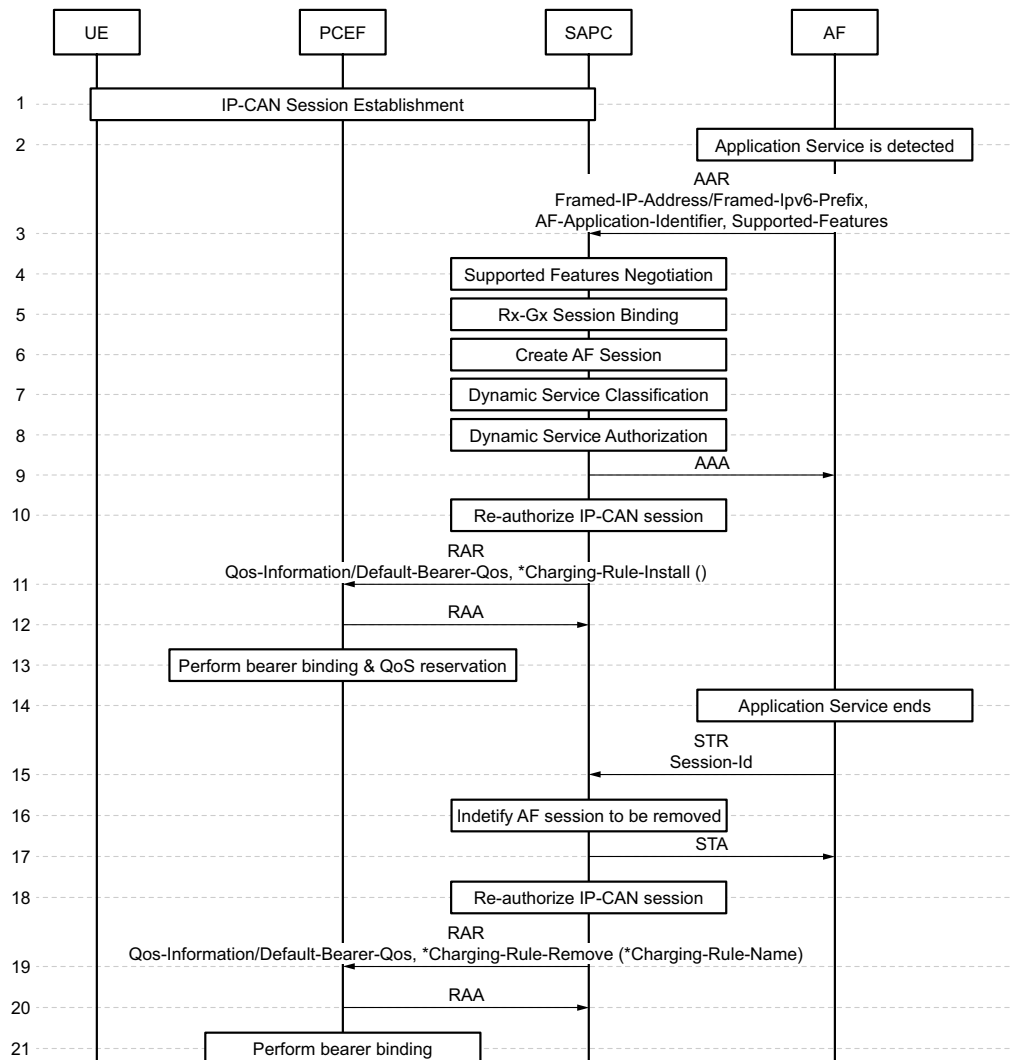 UE PCEF SAPC AF
1 IP-CAN Session Establishment
2 Application Service is detected
AAR
Framed-IP-Address/Framed-Ipv6-Prefix,
AF-Application-Identifier, Supported-Features
3
4 Supported Features Negotiation
5 Rx-Gx Session Binding
6 Create AF Session
7 Dynamic Service Classification
8 Dynamic Service Authorization
9 AAA
10 Re-authorize IP-CAN session
RAR
Qos-Information/Default-Bearer-Qos, *Charging-Rule-Install ()
11
12 RAA
13 Perform bearer binding & QoS reservation
14 Application Service ends
STR
Session-Id
15
16 Indetify AF session to be removed
17 STA
18 Re-authorize IP-CAN session
RAR
Qos-Information/Default-Bearer-Qos, *Charging-Rule-Remove (*Charging-Rule-Name)
19
20 RAA
21 Perform bearer binding